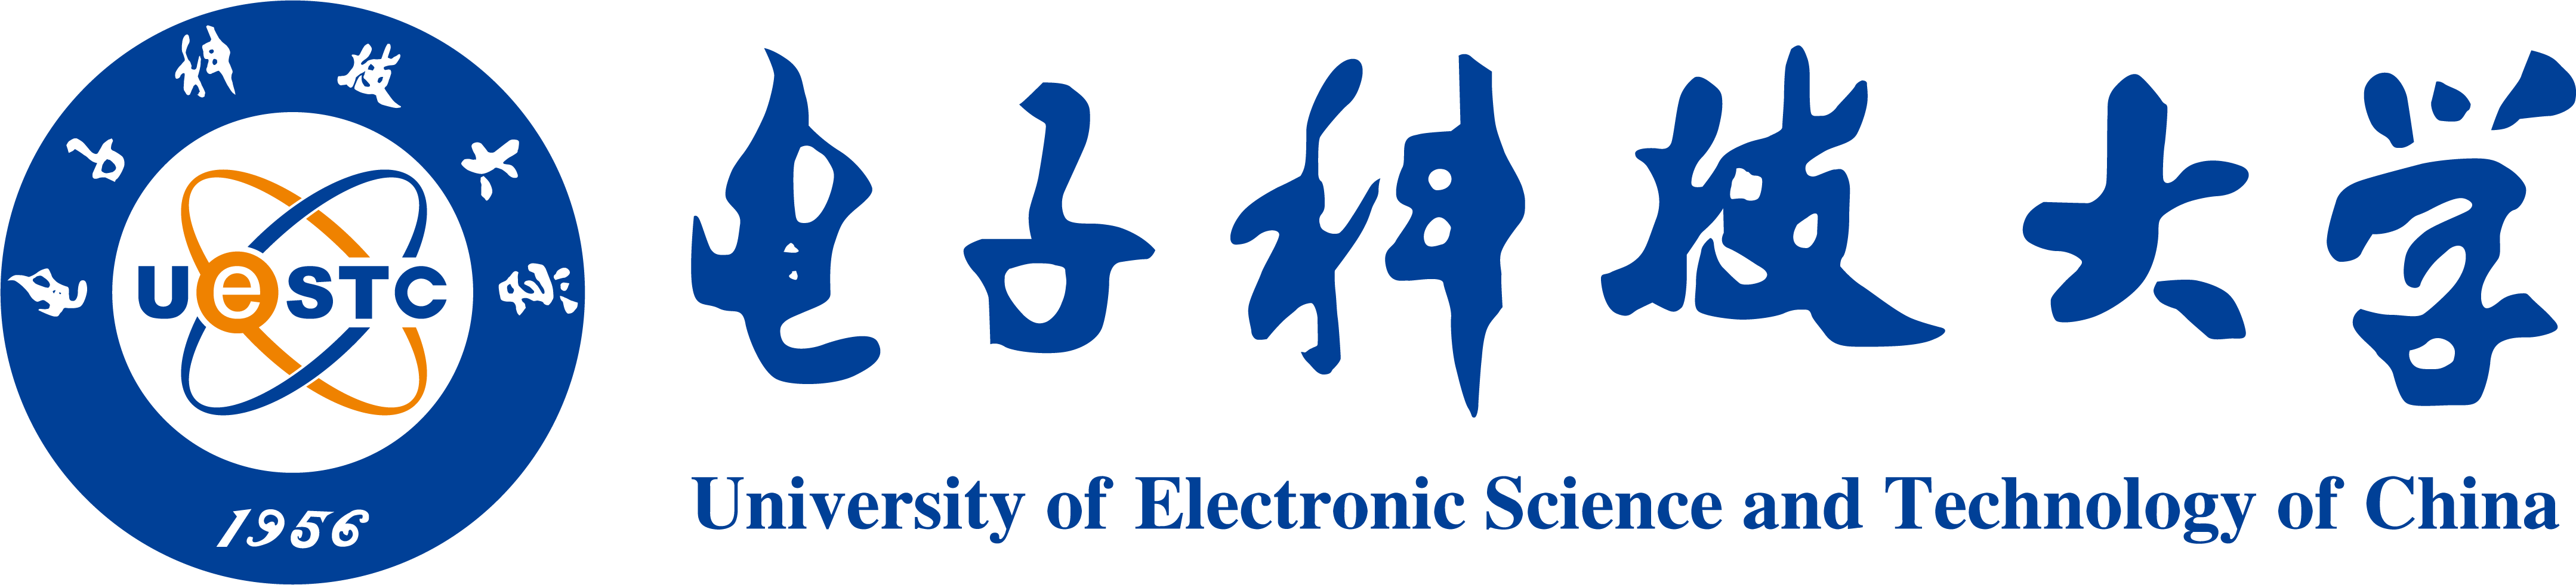 电子科技大学
UeSTC
1956
电子科技大学
University of Electronic Science and Technology of China